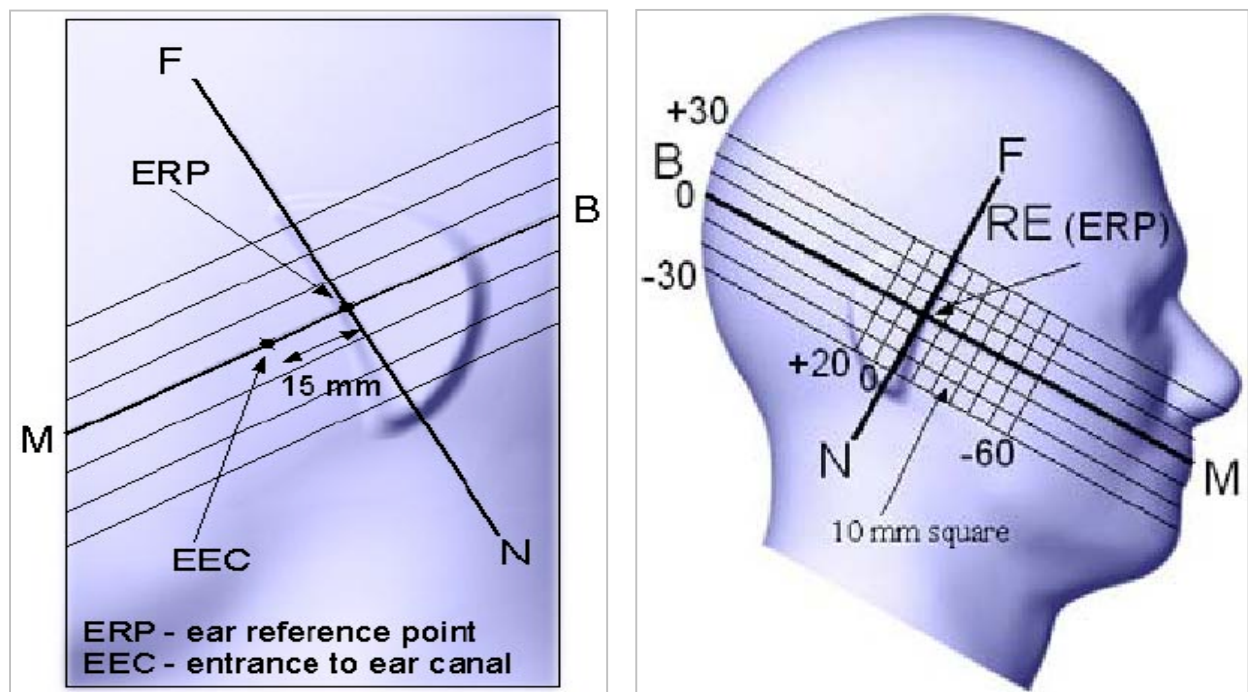 F
ERP
B
15 mm
M
EEC
N
ERP - ear reference point
EEC - entrance to ear canal
+30
B
F
0
RE (ERP)
-30
+20
0
N
-60
M
10 mm square